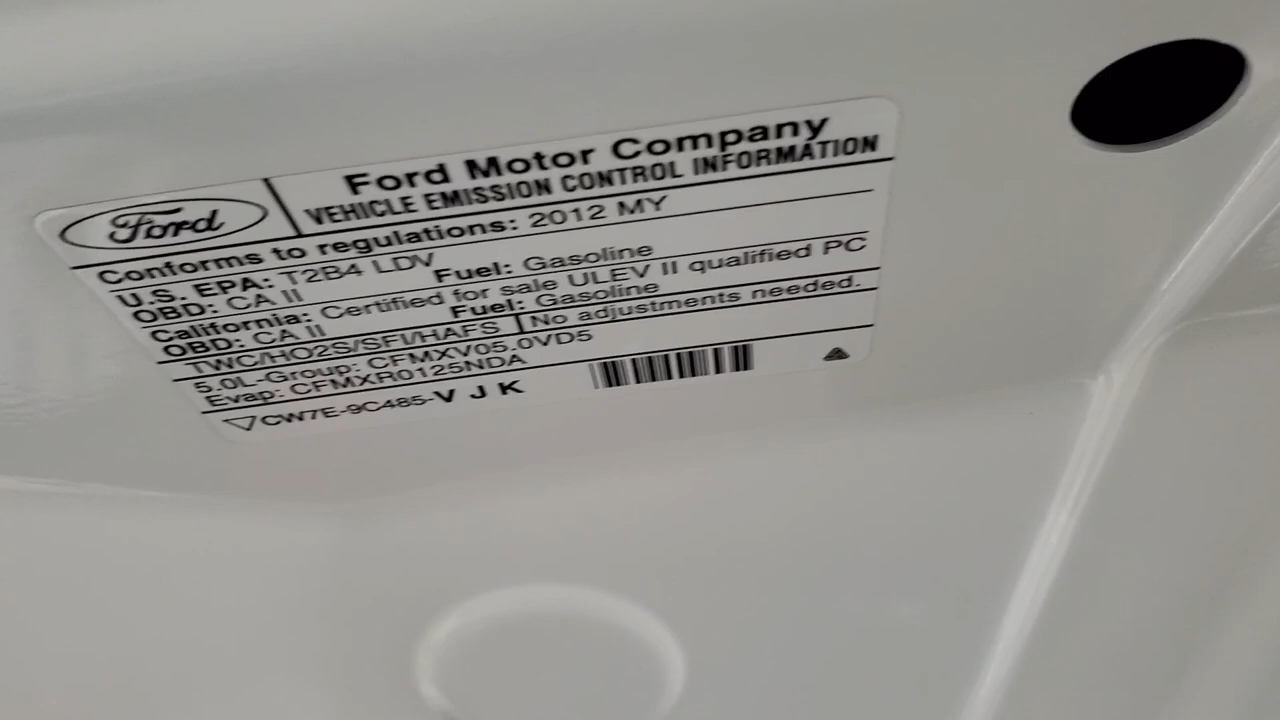 Ford
Ford Motor Company
VEHICLE EMISSION CONTROL INFORMATION
Conforms to regulations: 2012 MY
U.S. EPA: T2B4 LDV
OBD: CA II Fuel: Gasoline
California: Certified for sale ULEV II qualified PC
OBD: CA II Fuel: Gasoline
TWC/HO2S/SFI/HAFS No adjustments needed.
5.0L-Group: CFMXV05.0VD5
Evap: CFMXR0125NDA
CW7E-9C485-V J K